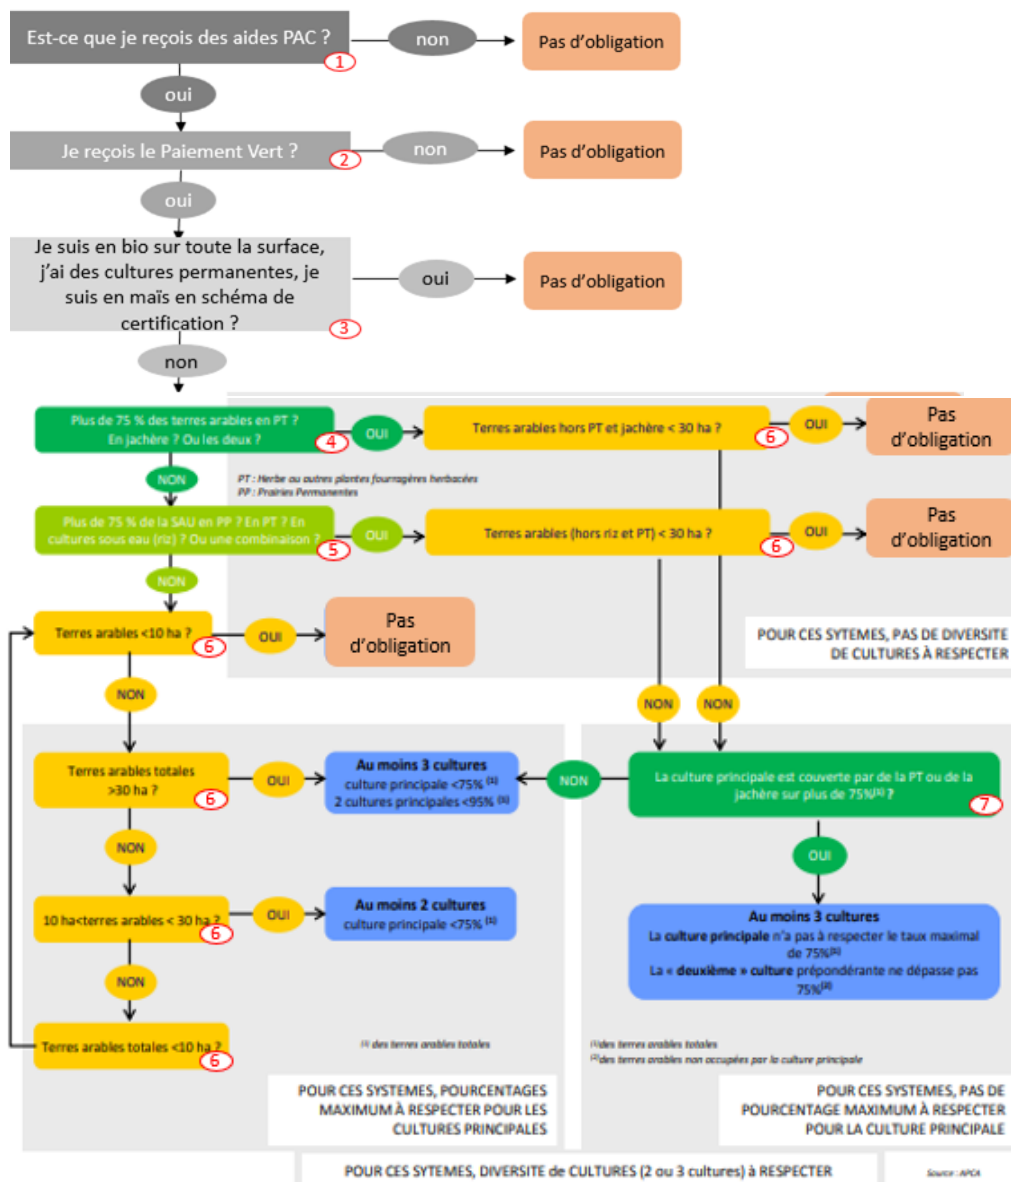 Est-ce que je reçois des aides PAC ?
1
non
Pas d'obligation
oui
Je reçois le Paiement Vert ?
2
non
Pas d'obligation
oui
Je suis en bio sur toute la surface,
j'ai des cultures permanentes, je
suis en maïs en schéma de
certification ?
3
oui
Pas d'obligation
non
Plus de 75 % des terres arables en PT ?
En jachère ? Ou les deux ?
4
OUI
Terres arables hors PT et jachère < 30 ha ?
6
OUI
Pas
d'obligation
NON
PT : Herbe ou autres plantes fourragères herbacées
PP : Prairies Permanentes
Plus de 75 % de la SAU en PP ? En PT ? En
cultures sous eau (riz) ? Ou une combinaison ?
5
OUI
Terres arables (hors riz et PT) < 30 ha ?
6
OUI
Pas
d'obligation
NON
Terres arables <10 ha ?
6
OUI
Pas
d'obligation
POUR CES SYTEMES, PAS DE DIVERSITE
DE CULTURES À RESPECTER
NON
NON
NON
Terres arables totales
>30 ha ?
6
OUI
Au moins 3 cultures
culture principale <75% (1)
2 cultures principales <95% (1)
NON
La culture principale est couverte par de la PT ou de la
jachère sur plus de 75%(1) ?
7
NON
OUI
10 ha<terres arables < 30 ha ?
6
OUI
Au moins 2 cultures
culture principale <75% (1)
Au moins 3 cultures
La culture principale n'a pas à respecter le taux maximal
de 75%(1)
La « deuxième » culture prépondérante ne dépasse pas
75%(2)
NON
Terres arables totales <10 ha ?
6
(1) des terres arables totales
(1)des terres arables totales
(2)des terres arables non occupées par la culture principale
POUR CES SYSTEMES, POURCENTAGES
MAXIMUM À RESPECTER POUR LES
CULTURES PRINCIPALES
POUR CES SYSTEMES, PAS DE
POURCENTAGE MAXIMUM À RESPECTER
POUR LA CULTURE PRINCIPALE
POUR CES SYTEMES, DIVERSITE de CULTURES (2 ou 3 cultures) à RESPECTER
Source : APCA